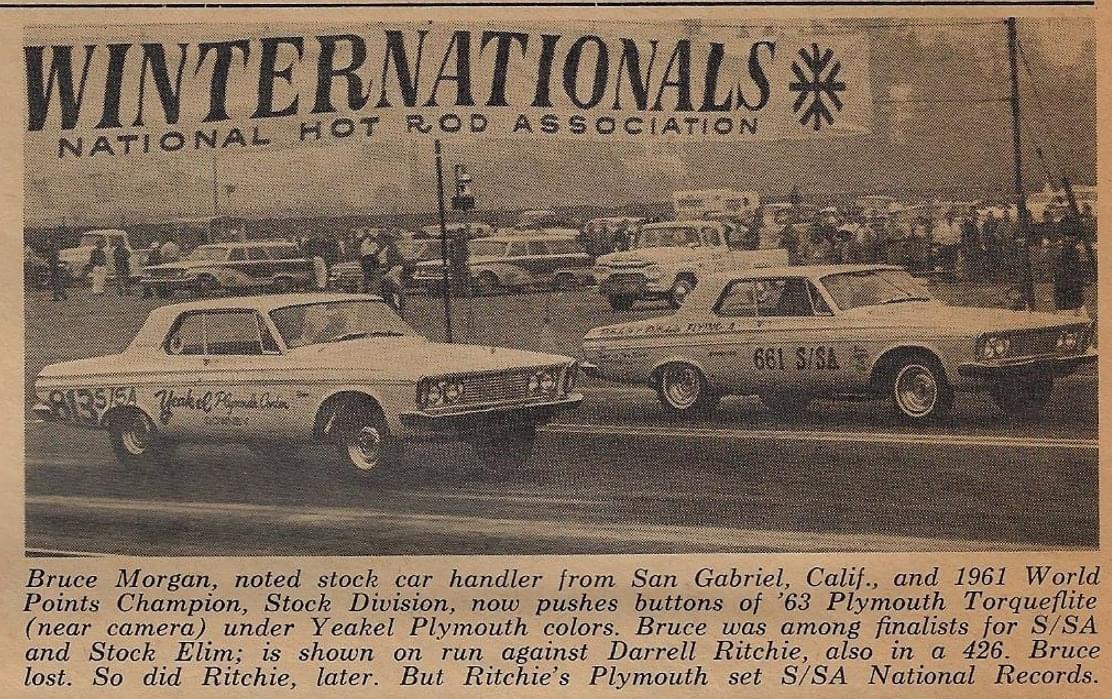 WINTERNATIONALS
NATIONAL HOT ROD ASSOCIATION
FLYING A
661 S/SA
813 S/SA
Yeakel Plymouth Center
Bruce Morgan, noted stock car handler from San Gabriel, Calif., and 1961 World
Points Champion, Stock Division, now pushes buttons of '63 Plymouth Torqueflite
(near camera) under Yeakel Plymouth colors. Bruce was among finalists for S/SA
and Stock Elim; is shown on run against Darrell Ritchie, also in a 426. Bruce
lost. So did Ritchie, later. But Ritchie's Plymouth set S/SA National Records.